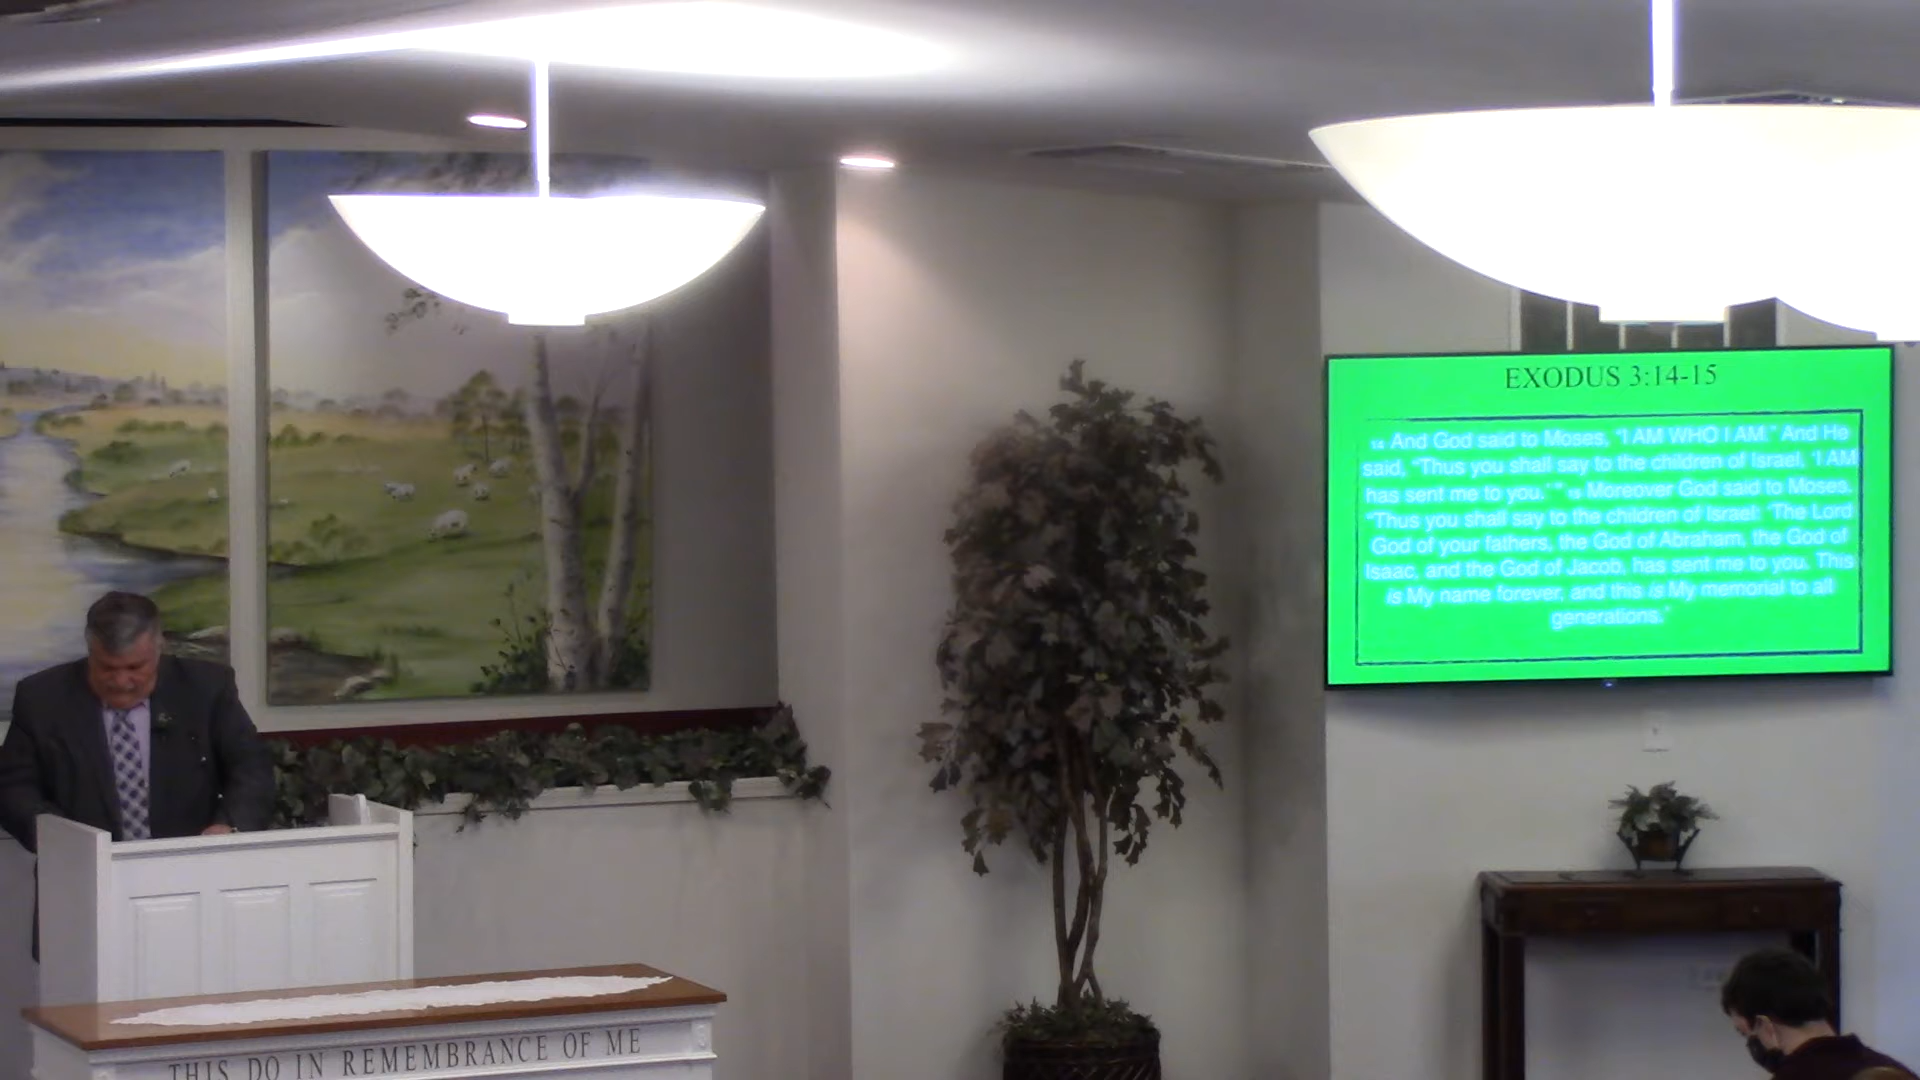 EXODUS 3:14-15
14 And God said to Moses, “I AM WHO I AM.” And He
said, “Thus you shall say to the children of Israel, ‘I AM
has sent me to you.’ ” 15 Moreover God said to Moses,
“Thus you shall say to the children of Israel: ‘The Lord
God of your fathers, the God of Abraham, the God of
Isaac, and the God of Jacob, has sent me to you. This
is My name forever, and this is My memorial to all
generations.’
THIS DO IN REMEMBRANCE OF ME